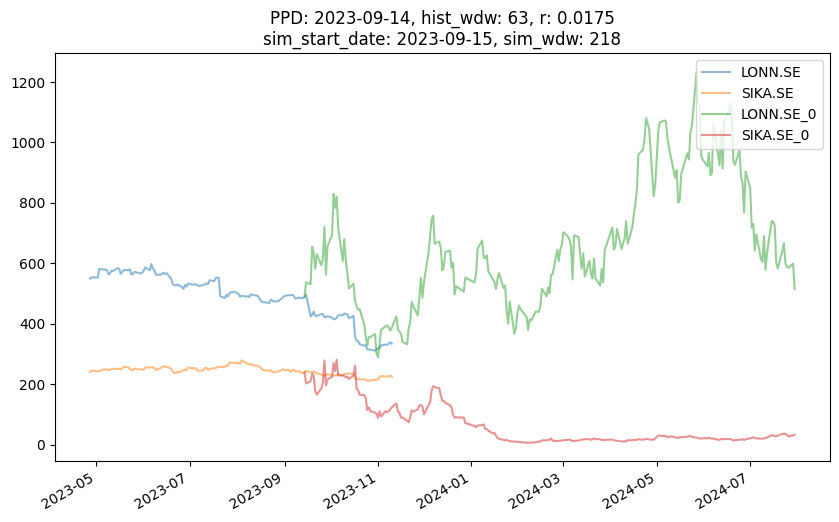 PPD: 2023-09-14, hist_wdw: 63, r: 0.0175
sim_start_date: 2023-09-15, sim_wdw: 218
LONN.SE
SIKA.SE
LONN.SE_0
SIKA.SE_0
1200
1000
800
600
400
200
0
2023-05
2023-07
2023-09
2023-11
2024-01
2024-03
2024-05
2024-07